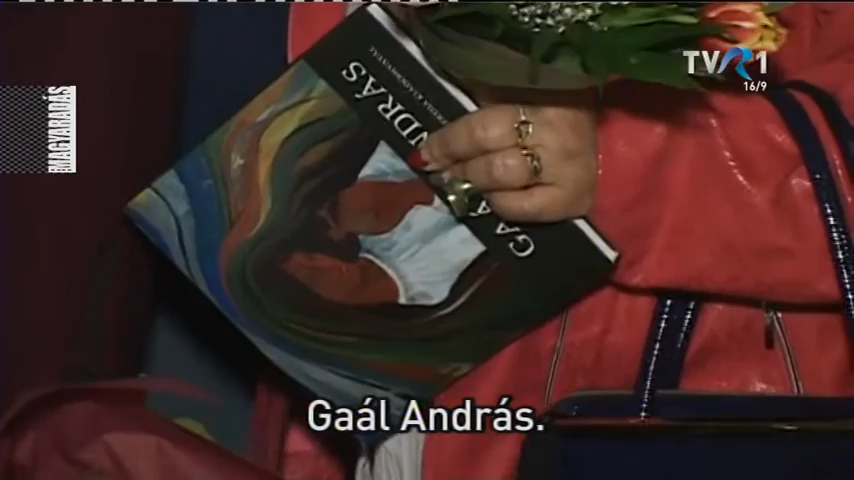 TVR1
16/9
MAGYARADÁS
GAÁL ANDRÁS
Gaál András.